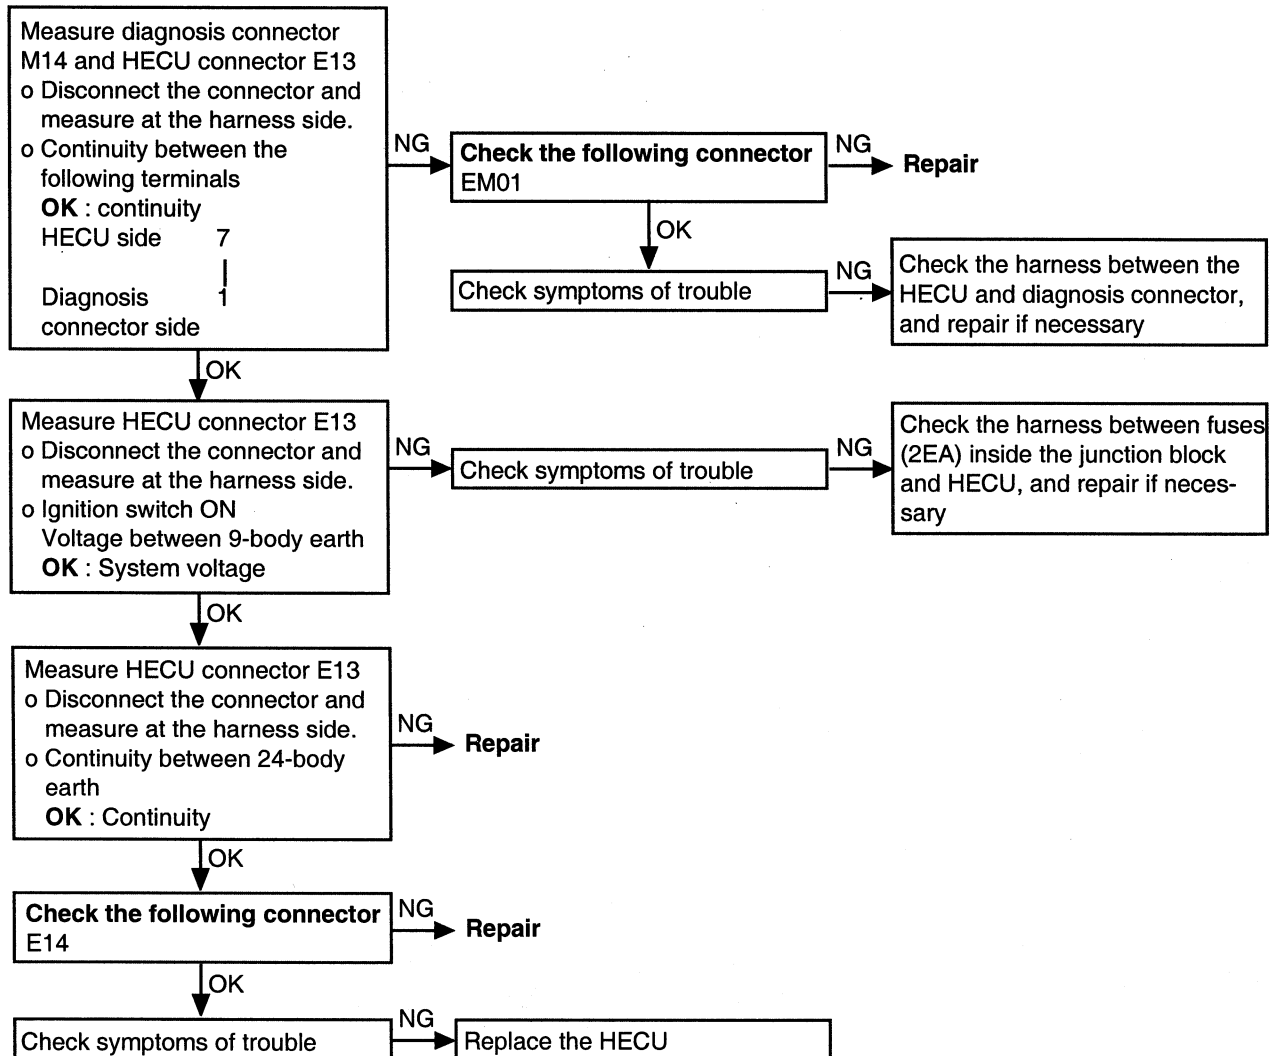 Measure diagnosis connector
M14 and HECU connector E13
o Disconnect the connector and
measure at the harness side.
o Continuity between the
following terminals
OK : continuity
HECU side 7
|
Diagnosis 1
connector side
NG
Check the following connector
EM01
NG
Repair
OK
Check symptoms of trouble
NG
Check the harness between the
HECU and diagnosis connector,
and repair if necessary
OK
Measure HECU connector E13
o Disconnect the connector and
measure at the harness side.
o Ignition switch ON
Voltage between 9-body earth
OK : System voltage
NG
Check symptoms of trouble
NG
Check the harness between fuses
(2EA) inside the junction block
and HECU, and repair if neces-
sary
OK
Measure HECU connector E13
o Disconnect the connector and
measure at the harness side.
o Continuity between 24-body
earth
OK : Continuity
NG
Repair
OK
Check the following connector
E14
NG
Repair
OK
Check symptoms of trouble
NG
Replace the HECU